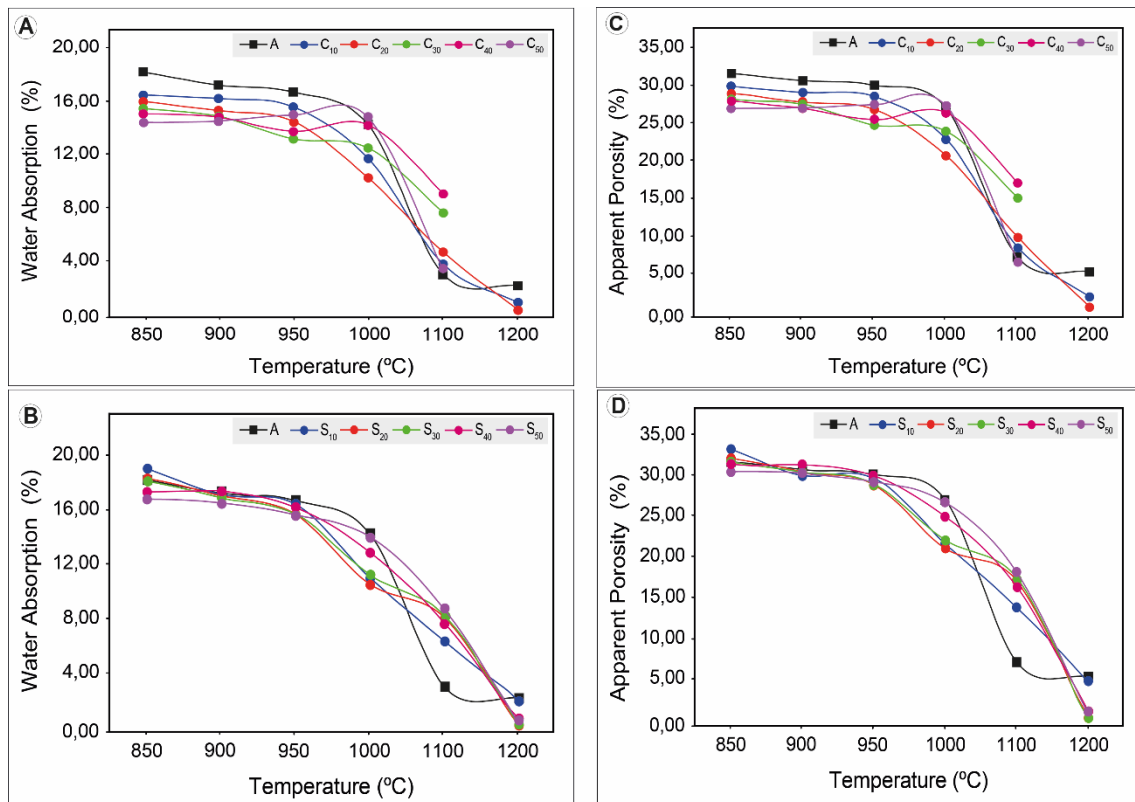 A
A C10 C20 C30 C40 C50
Water Absorption (%)
20,00
16,00
12,00
8,00
4,00
0,00
850 900 950 1000 1100 1200
Temperature (ºC)
C
A C10 C20 C30 C40 C50
Apparent Porosity (%)
35,00
30,00
25,00
20,00
15,00
10,00
5,00
0,00
850 900 950 1000 1100 1200
Temperature (ºC)
B
A S10 S20 S30 S40 S50
Water Absorption (%)
20,00
16,00
12,00
8,00
4,00
0,00
850 900 950 1000 1100 1200
Temperature (ºC)
D
A S10 S20 S30 S40 S50
Apparent Porosity (%)
35,00
30,00
25,00
20,00
15,00
10,00
5,00
0,00
850 900 950 1000 1100 1200
Temperature (ºC)